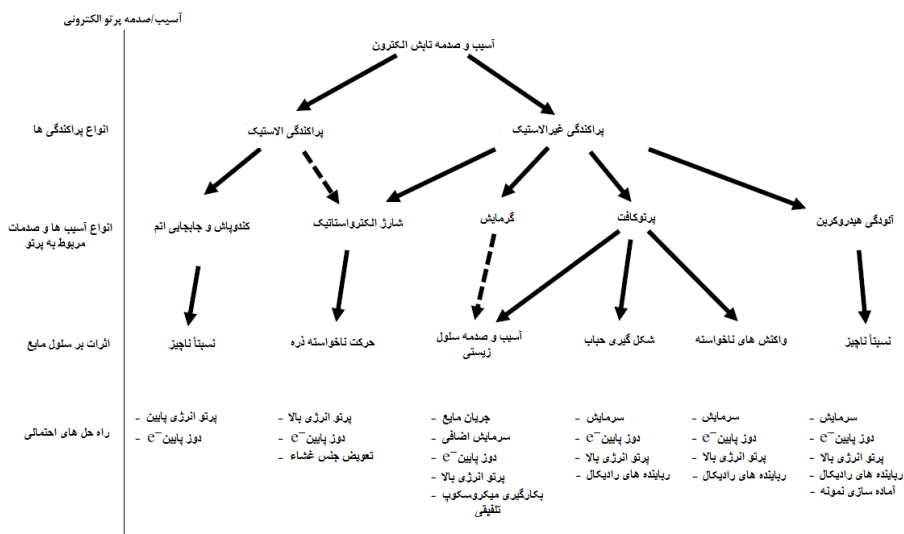 آسیب/صدمه پرتو الکترونی
آسیب و صدمه تابش الکترون
انواع پراکندگی ها
پراکندگی غیرالاستیک
پراکندگی الاستیک
انواع آسیب ها و صدمات
مربوط به پرتو
آلودگی هیدروکربن
پرتوکافت
گرمایش
شارژ الکترواستاتیک
کندوپاش و جابجایی اتم
اثرات بر سلول مایع
نسبتاً ناچیز
واکنش های ناخواسته
شکل گیری حباب
آسیب و صدمه سلول
زیستی
حرکت ناخواسته ذره
نسبتاً ناچیز
راه حل های احتمالی
- سرمایش
- دوز پایین e⁻
- پرتو انرژی بالا
- رباینده های رادیکال
- آماده سازی نمونه
- سرمایش
- دوز پایین e⁻
- پرتو انرژی بالا
- رباینده های رادیکال
- سرمایش
- دوز پایین e⁻
- پرتو انرژی بالا
- رباینده های رادیکال
- جریان مایع
- سرمایش اضافی
- دوز پایین e⁻
- پرتو انرژی بالا
- بکارگیری میکروسکوپ
تلفیقی
- پرتو انرژی بالا
- دوز پایین e⁻
- تعویض جنس غشاء
- پرتو انرژی پایین
- دوز پایین e⁻